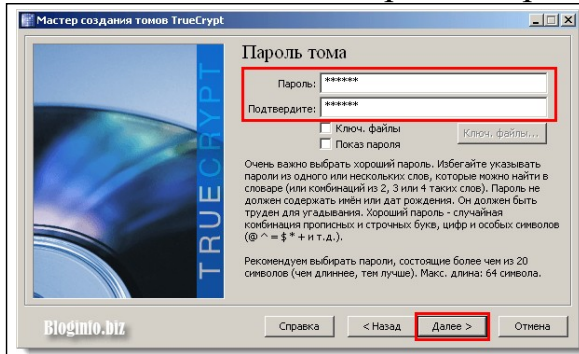 Мастер создания томов TrueCrypt
Пароль тома
Пароль: ******
Подтвердите: ******
Ключ. файлы
Ключ. файлы...
Показ пароля
Очень важно выбрать хороший пароль. Избегайте указывать
пароли из одного или нескольких слов, которые можно найти в
словаре (или комбинаций из 2, 3 или 4 таких слов). Пароль не
должен содержать имён или дат рождения. Он должен быть
труден для угадывания. Хороший пароль - случайная
комбинация прописных и строчных букв, цифр и особых символов
(@ ^ = $ * + и т.д.).
Рекомендуем выбирать пароли, состоящие более чем из 20
символов (чем длиннее, тем лучше). Макс. длина: 64 символа.
TRUECRYPT
Bloginfo.biz
Справка
< Назад
Далее >
Отмена